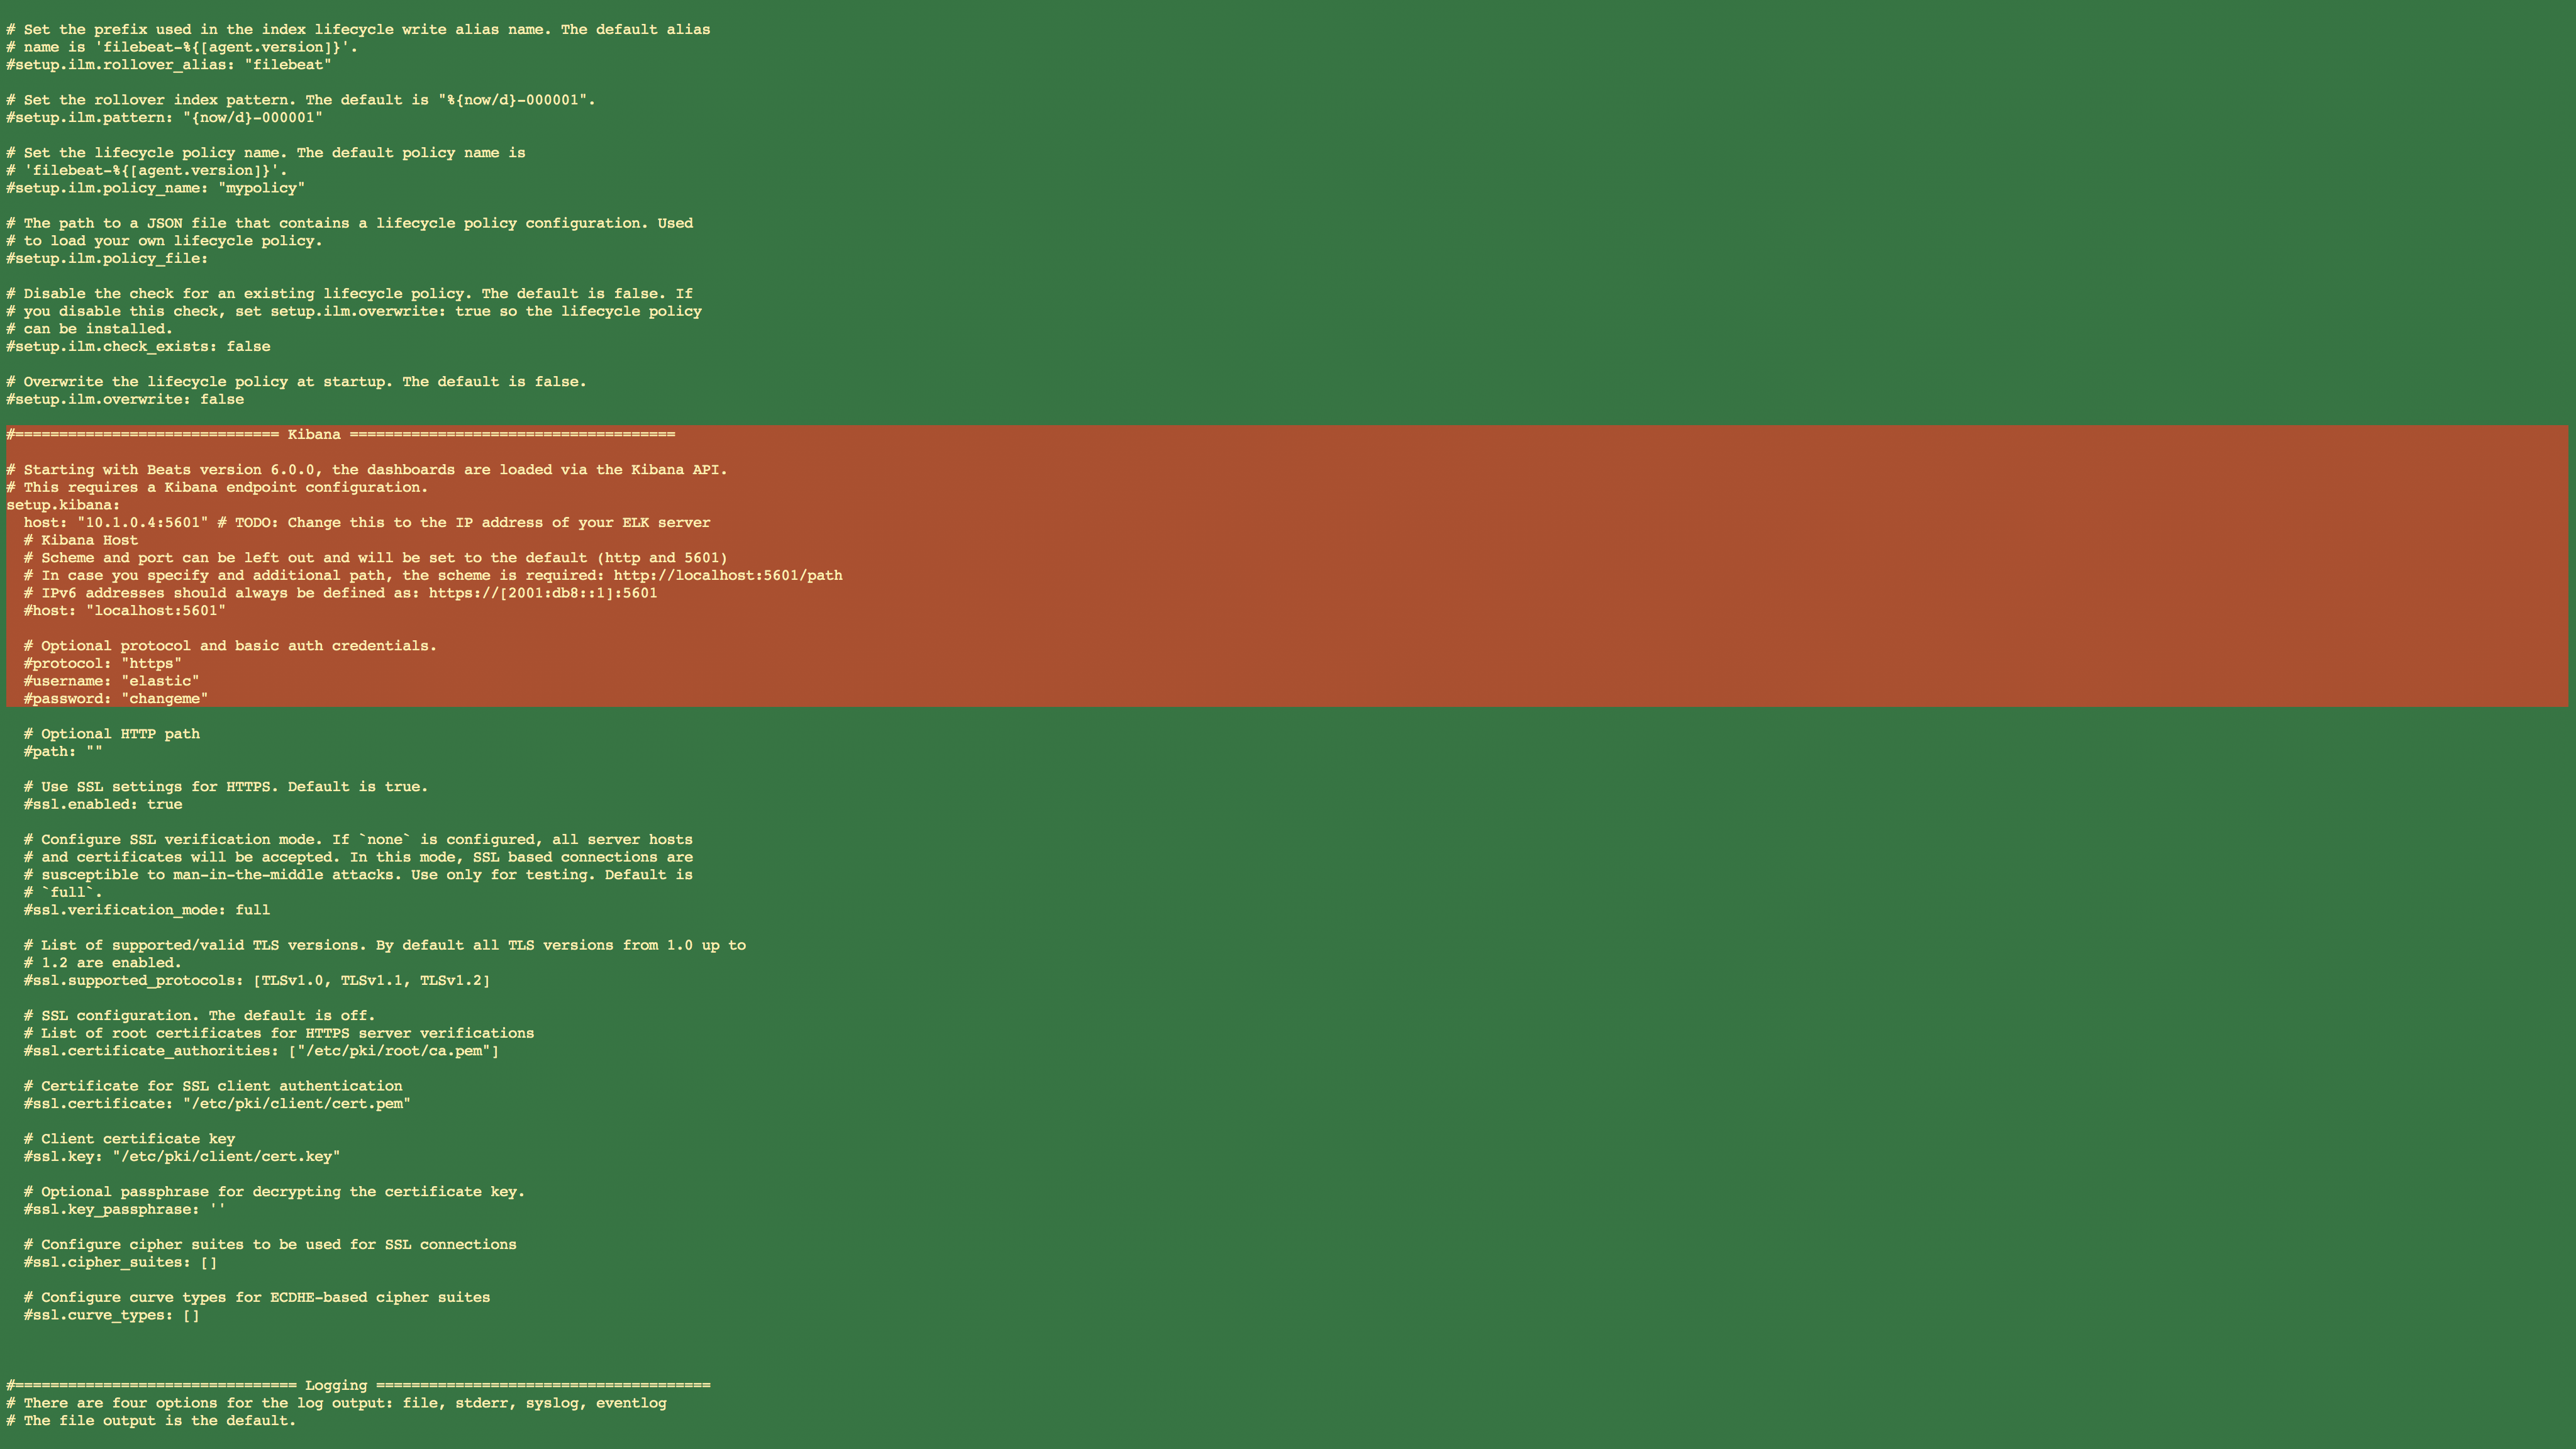 # Set the prefix used in the index lifecycle write alias name. The default alias
# name is 'filebeat-%{[agent.version]}'.
#setup.ilm.rollover_alias: "filebeat"

# Set the rollover index pattern. The default is "%{now/d}-000001".
#setup.ilm.pattern: "{now/d}-000001"

# Set the lifecycle policy name. The default policy name is
# 'filebeat-%{[agent.version]}'.
#setup.ilm.policy_name: "mypolicy"

# The path to a JSON file that contains a lifecycle policy configuration. Used
# to load your own lifecycle policy.
#setup.ilm.policy_file:

# Disable the check for an existing lifecycle policy. The default is false. If
# you disable this check, set setup.ilm.overwrite: true so the lifecycle policy
# can be installed.
#setup.ilm.check_exists: false

# Overwrite the lifecycle policy at startup. The default is false.
#setup.ilm.overwrite: false

#============================== Kibana =====================================

# Starting with Beats version 6.0.0, the dashboards are loaded via the Kibana API.
# This requires a Kibana endpoint configuration.
setup.kibana:
  host: "10.1.0.4:5601" # TODO: Change this to the IP address of your ELK server
  # Kibana Host
  # Scheme and port can be left out and will be set to the default (http and 5601)
  # In case you specify and additional path, the scheme is required: http://localhost:5601/path
  # IPv6 addresses should always be defined as: https://[2001:db8::1]:5601
  #host: "localhost:5601"

  # Optional protocol and basic auth credentials.
  #protocol: "https"
  #username: "elastic"
  #password: "changeme"

  # Optional HTTP path
  #path: ""

  # Use SSL settings for HTTPS. Default is true.
  #ssl.enabled: true

  # Configure SSL verification mode. If `none` is configured, all server hosts
  # and certificates will be accepted. In this mode, SSL based connections are
  # susceptible to man-in-the-middle attacks. Use only for testing. Default is
  # `full`.
  #ssl.verification_mode: full

  # List of supported/valid TLS versions. By default all TLS versions from 1.0 up to
  # 1.2 are enabled.
  #ssl.supported_protocols: [TLSv1.0, TLSv1.1, TLSv1.2]

  # SSL configuration. The default is off.
  # List of root certificates for HTTPS server verifications
  #ssl.certificate_authorities: ["/etc/pki/root/ca.pem"]

  # Certificate for SSL client authentication
  #ssl.certificate: "/etc/pki/client/cert.pem"

  # Client certificate key
  #ssl.key: "/etc/pki/client/cert.key"

  # Optional passphrase for decrypting the certificate key.
  #ssl.key_passphrase: ''

  # Configure cipher suites to be used for SSL connections
  #ssl.cipher_suites: []

  # Configure curve types for ECDHE-based cipher suites
  #ssl.curve_types: []

#================================ Logging ======================================
# There are four options for the log output: file, stderr, syslog, eventlog
# The file output is the default.